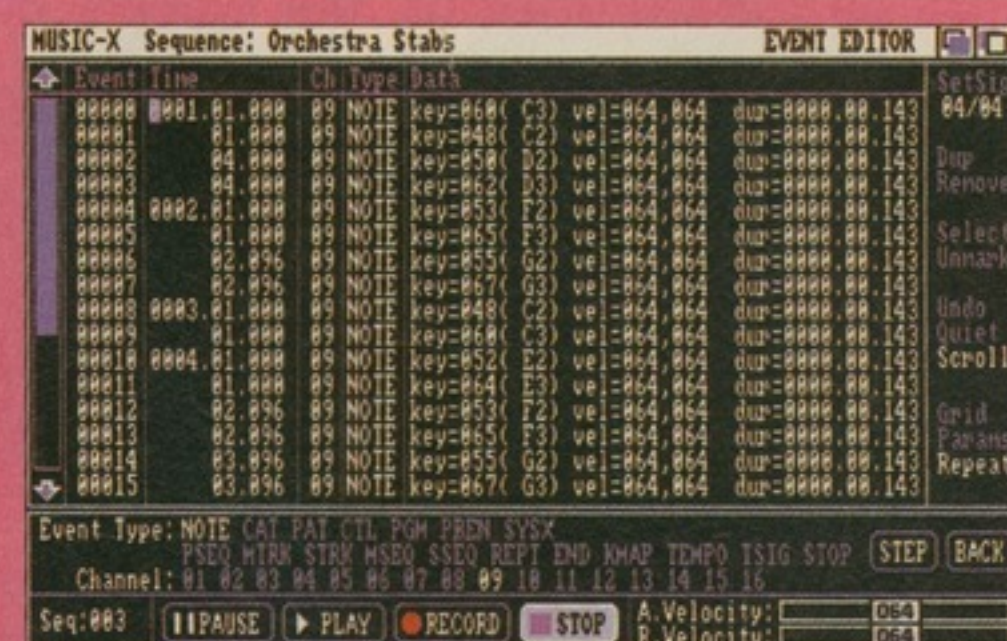 MUSIC-X Sequence: Orchestra Stabs EVENT EDITOR
Event Time Ch Type Data
00000 0001.01.000 09 NOTE key=060( C3) vel=064,064 dur=0000.00.143
00001 01.000 09 NOTE key=048( C2) vel=064,064 dur=0000.00.143
00002 04.000 09 NOTE key=050( D2) vel=064,064 dur=0000.00.143
00003 04.000 09 NOTE key=062( D3) vel=064,064 dur=0000.00.143
00004 0002.01.000 09 NOTE key=053( F2) vel=064,064 dur=0000.00.143
00005 01.000 09 NOTE key=065( F3) vel=064,064 dur=0000.00.143
00006 02.096 09 NOTE key=055( G2) vel=064,064 dur=0000.00.143
00007 02.096 09 NOTE key=067( G3) vel=064,064 dur=0000.00.143
00008 0003.01.000 09 NOTE key=048( C2) vel=064,064 dur=0000.00.143
00009 01.000 09 NOTE key=060( C3) vel=064,064 dur=0000.00.143
00010 0004.01.000 09 NOTE key=052( E2) vel=064,064 dur=0000.00.143
00011 01.000 09 NOTE key=064( E3) vel=064,064 dur=0000.00.143
00012 02.096 09 NOTE key=053( F2) vel=064,064 dur=0000.00.143
00013 02.096 09 NOTE key=065( F3) vel=064,064 dur=0000.00.143
00014 03.096 09 NOTE key=055( G2) vel=064,064 dur=0000.00.143
00015 03.096 09 NOTE key=067( G3) vel=064,064 dur=0000.00.143
SetSi
04/04
Dup
Remov
Selec
Unmark
Undo
Quiet
Scroll
Grid
Param
Repea
Event Type: NOTE CAT PAT CTL PGM PBEN SYSX
PSEQ MTRK STRK MSEQ SSEQ REPT END KMAP TEMPO TSIG STOP
Channel: 01 02 03 04 05 06 07 08 09 10 11 12 13 14 15 16
STEP BACK
Seq:003 PAUSE PLAY RECORD STOP
A.Velocity: 064
R.Velocity: